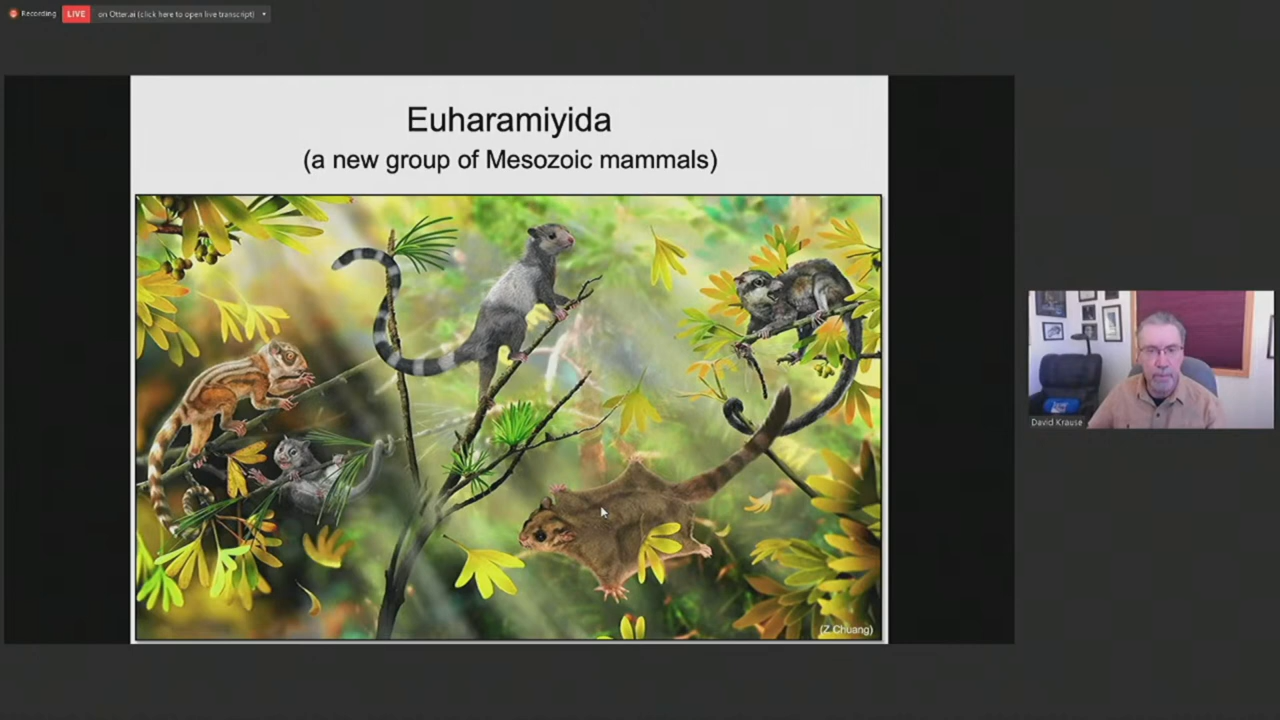 Recording
LIVE
on Otter.ai (click here to open live transcript)
Euharamiyida
(a new group of Mesozoic mammals)
(Z.Chuang)
David Krause